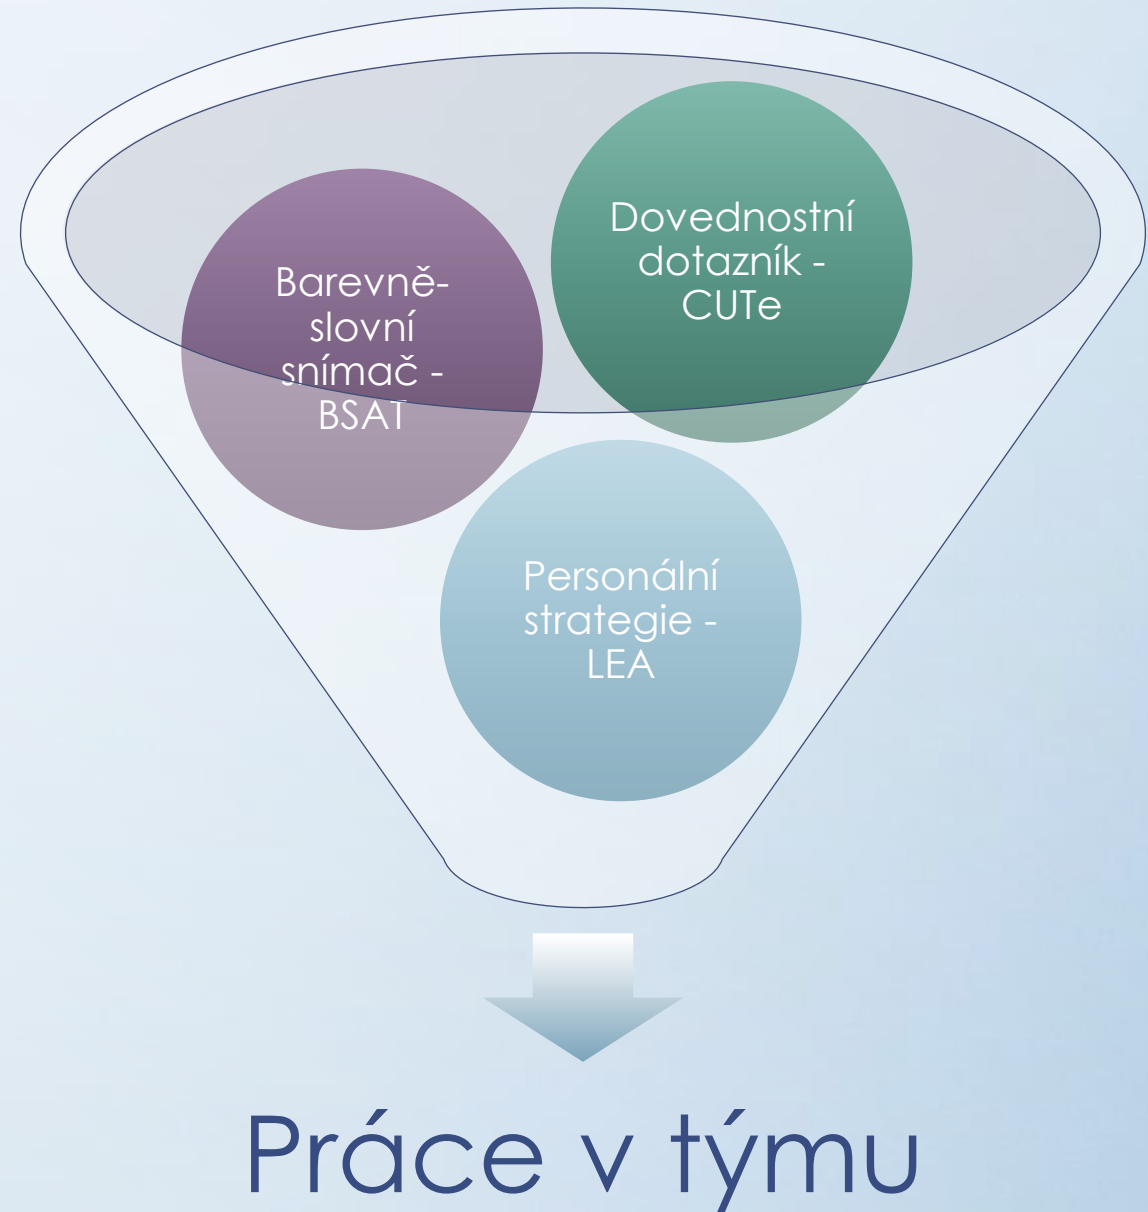 Barevně-
slovní
snímač -
BSAT
Dovednostní
dotazník -
CUTe
Personální
strategie -
LEA
Práce v týmu